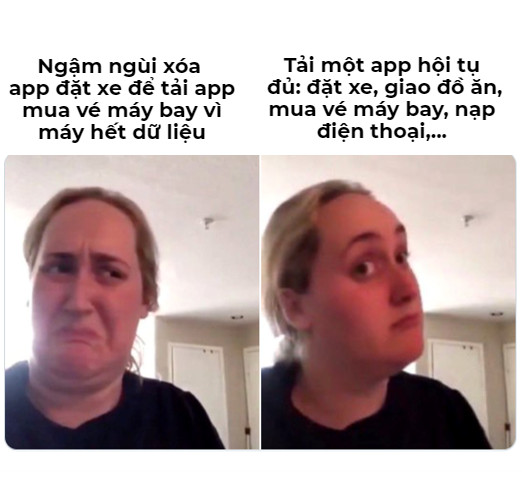 Ngậm ngùi xóa
app đặt xe để tải app
mua vé máy bay vì
máy hết dữ liệu
Tải một app hội tụ
đủ: đặt xe, giao đồ ăn,
mua vé máy bay, nạp
điện thoại,...